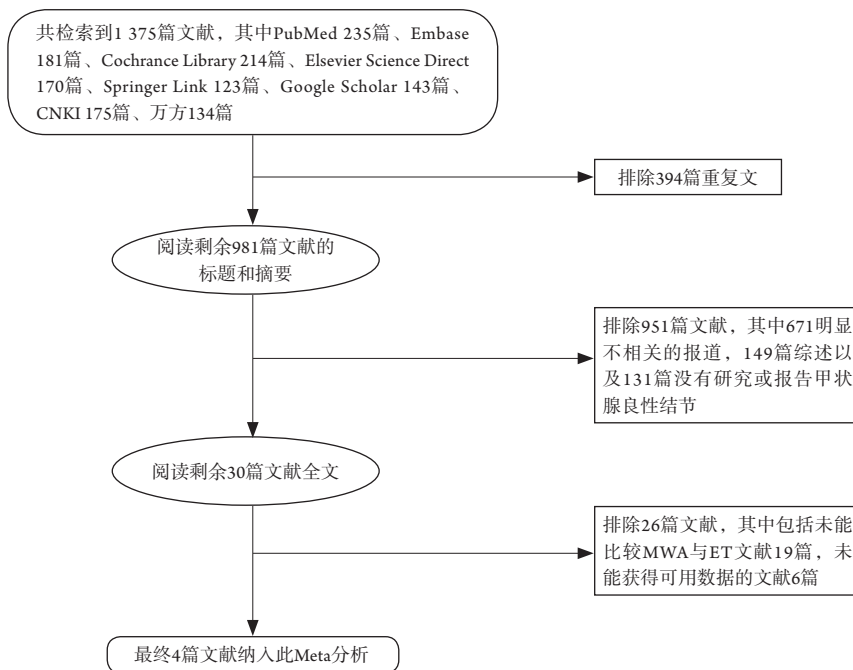 共检索到1 375篇文献，其中PubMed 235篇、Embase
181篇、Cochrance Library 214篇、Elsevier Science Direct
170篇、Springer Link 123篇、Google Scholar 143篇、
CNKI 175篇、万方134篇
排除394篇重复文
阅读剩余981篇文献的
标题和摘要
排除951篇文献，其中671明显
不相关的报道，149篇综述以
及131篇没有研究或报告甲状
腺良性结节
阅读剩余30篇文献全文
排除26篇文献，其中包括未能
比较MWA与ET文献19篇，未
能获得可用数据的文献6篇
最终4篇文献纳入此Meta分析